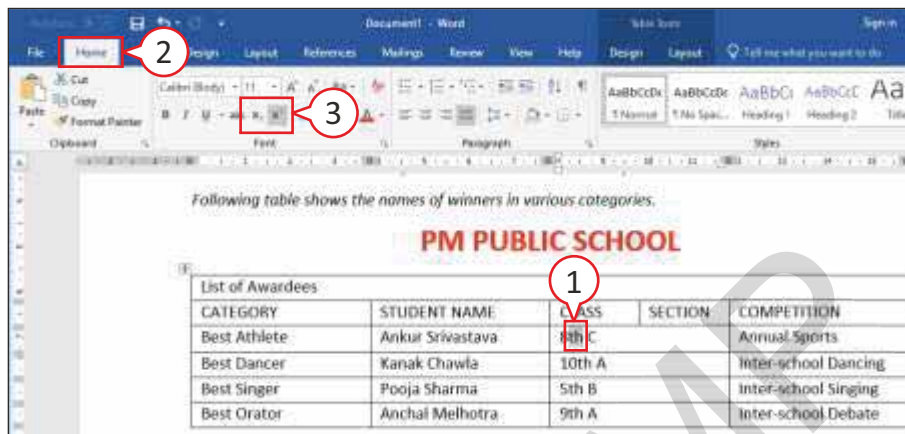 Document1 - Word
Table Tools
Sign in
File Home Design Layout References Mailings Review View Help Design Layout Tell me what you want to do
2
Cut
Copy
Format Painter
Paste
Calibri (Body) 11
3
AaBbCcDc AaBbCcDc AaBbCc AaBbCcC Aa
¶ Normal ¶ No Spac... Heading 1 Heading 2 Title
Clipboard Font Paragraph Styles
Following table shows the names of winners in various categories.
PM PUBLIC SCHOOL
1
List of Awardees
CATEGORY STUDENT NAME CLASS SECTION COMPETITION
Best Athlete Ankur Srivastava 8th C Annual Sports
Best Dancer Kanak Chawla 10th A Inter-school Dancing
Best Singer Pooja Sharma 5th B Inter-school Singing
Best Orator Anchal Melhotra 9th A Inter-school Debate